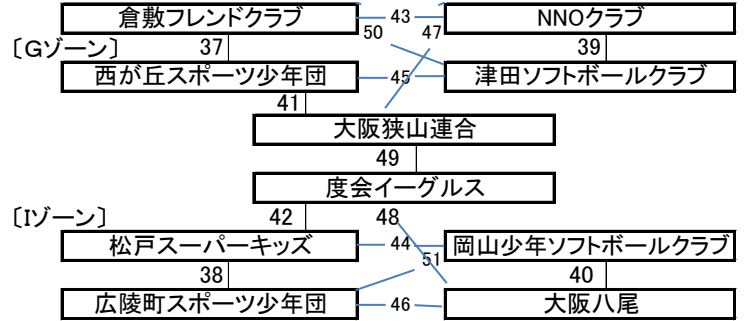 倉敷フレンドクラブ 43 NNOクラブ
50 47
〔Gゾーン〕 37 39
西が丘スポーツ少年団 45 津田ソフトボールクラブ
41
大阪狭山連合
49
度会イーグルス
〔Iゾーン〕 42 48
松戸スーパーキッズ 44 岡山少年ソフトボールクラブ
51
38 40
広陵町スポーツ少年団 46 大阪八尾